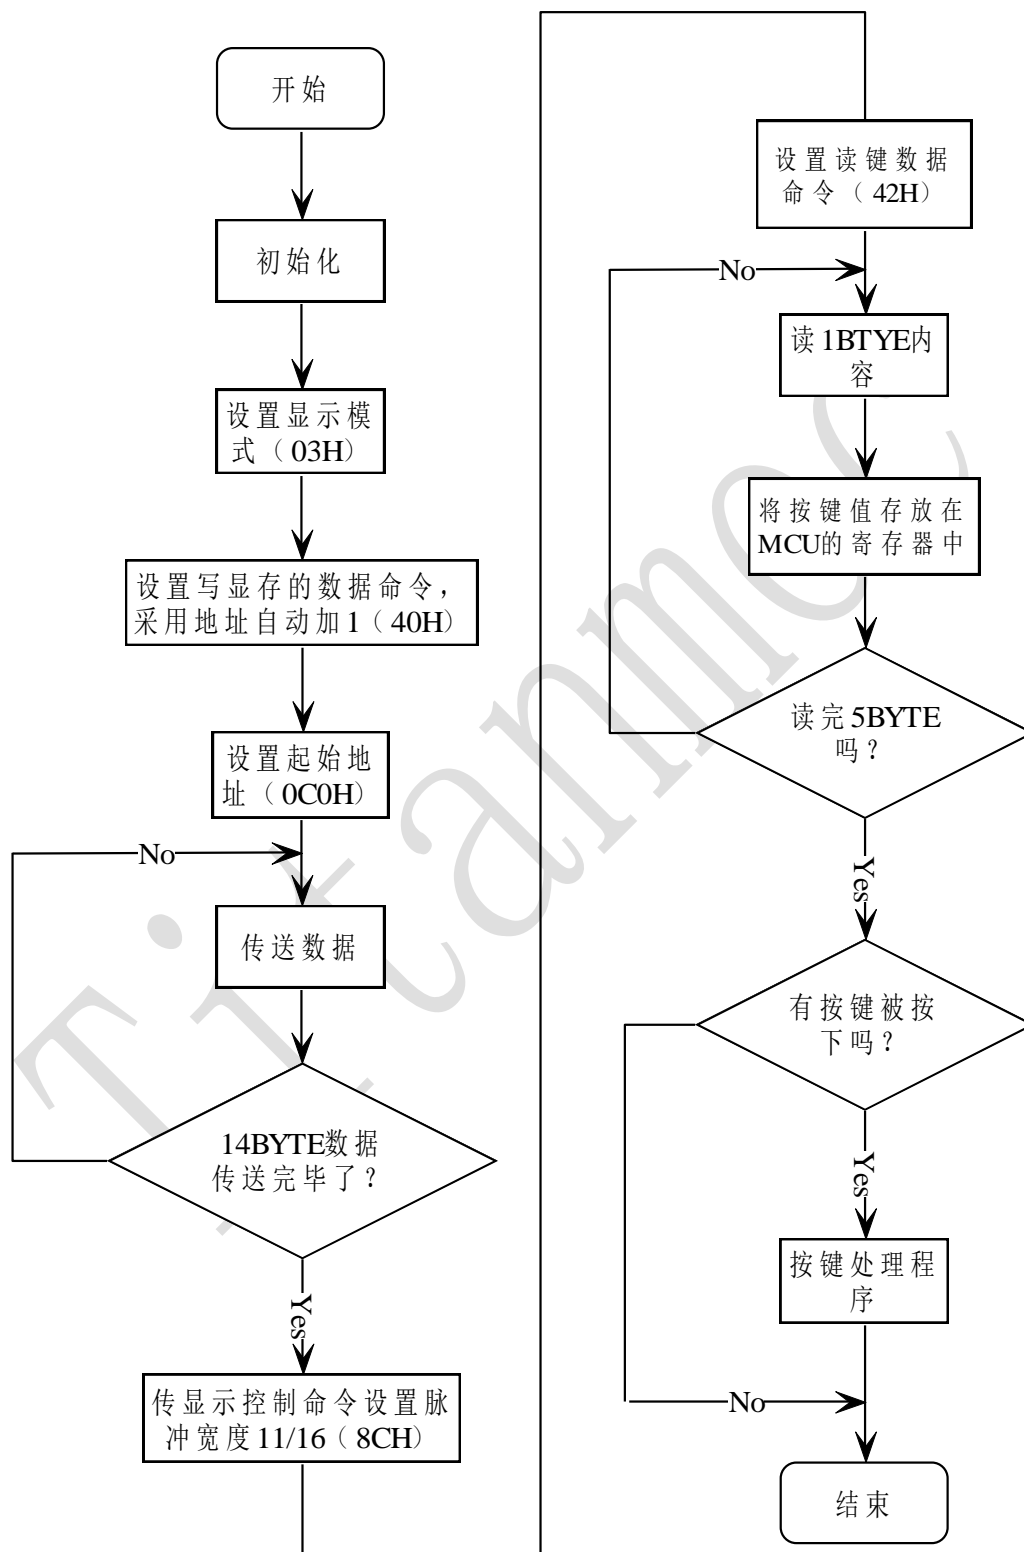 开始
初始化
设置显示模
式（03H）
设置写显存的数据命令，
采用地址自动加1（40H）
设置起始地
址（0C0H）
No
传送数据
14BYTE数据
传送完毕了？
Yes
传显示控制命令设置脉
冲宽度11/16（8CH）
设置读键数据
命令（42H）
No
读1BTYE内
容
将按键值存放在
MCU的寄存器中
读完5BYTE
吗？
Yes
有按键被按
下吗？
Yes
按键处理程
序
No
结束
Titanmec